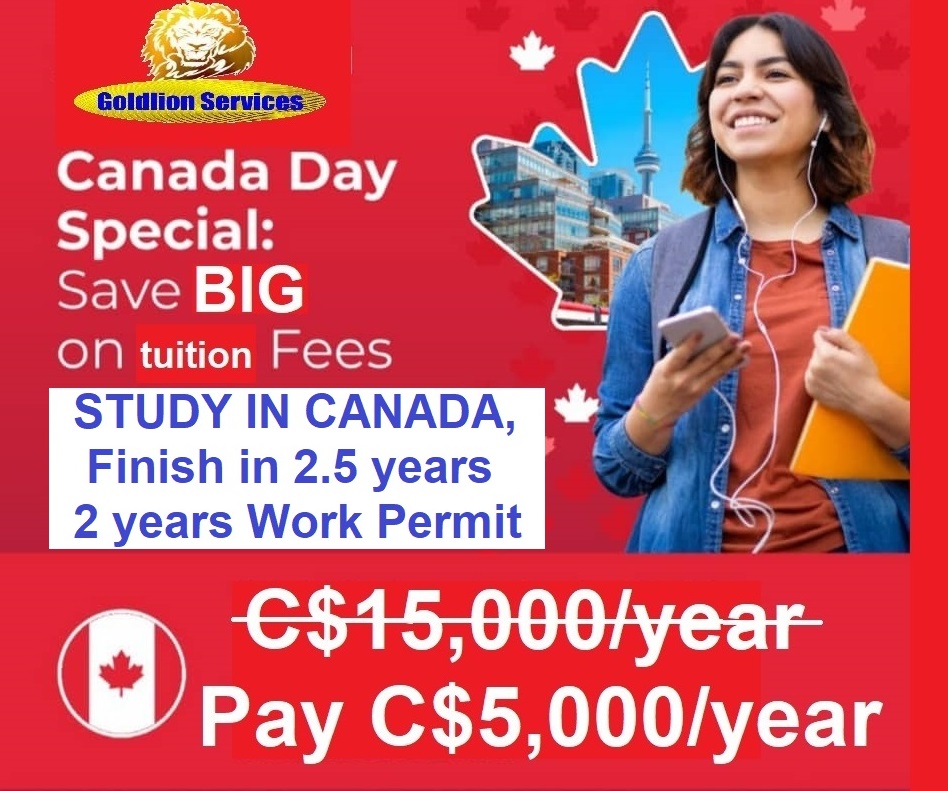 Goldlion Services
Canada Day
Special:
Save BIG
on tuition Fees
STUDY IN CANADA,
Finish in 2.5 years
2 years Work Permit
C$15,000/year
Pay C$5,000/year